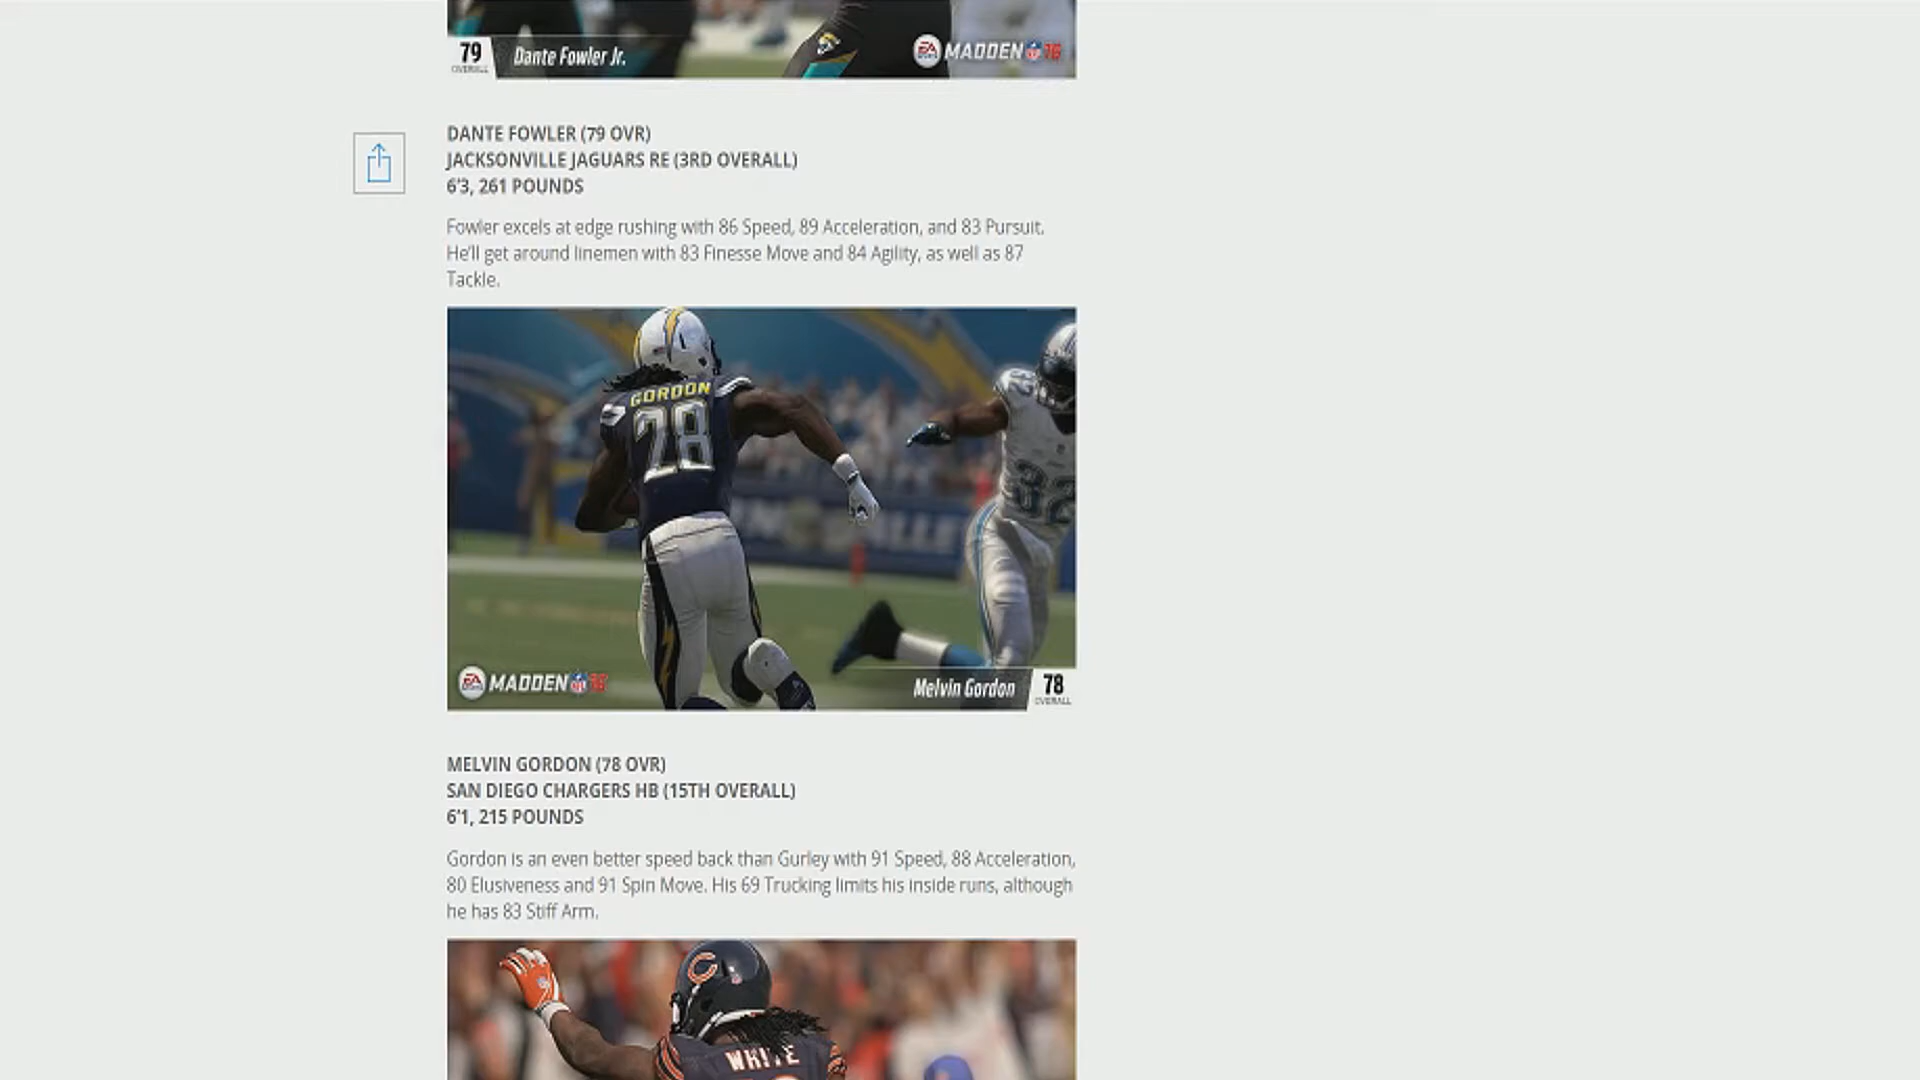 79
OVERALL
Dante Fowler Jr.
EA MADDEN NFL 16
DANTE FOWLER (79 OVR)
JACKSONVILLE JAGUARS RE (3RD OVERALL)
6'3, 261 POUNDS
Fowler excels at edge rushing with 86 Speed, 89 Acceleration, and 83 Pursuit.
He'll get around linemen with 83 Finesse Move and 84 Agility, as well as 87
Tackle.
GORDON
28
32
32
EA MADDEN NFL 16
Melvin Gordon
78
OVERALL
MELVIN GORDON (78 OVR)
SAN DIEGO CHARGERS HB (15TH OVERALL)
6'1, 215 POUNDS
Gordon is an even better speed back than Gurley with 91 Speed, 88 Acceleration,
80 Elusiveness and 91 Spin Move. His 69 Trucking limits his inside runs, although
he has 83 Stiff Arm.
WHITE